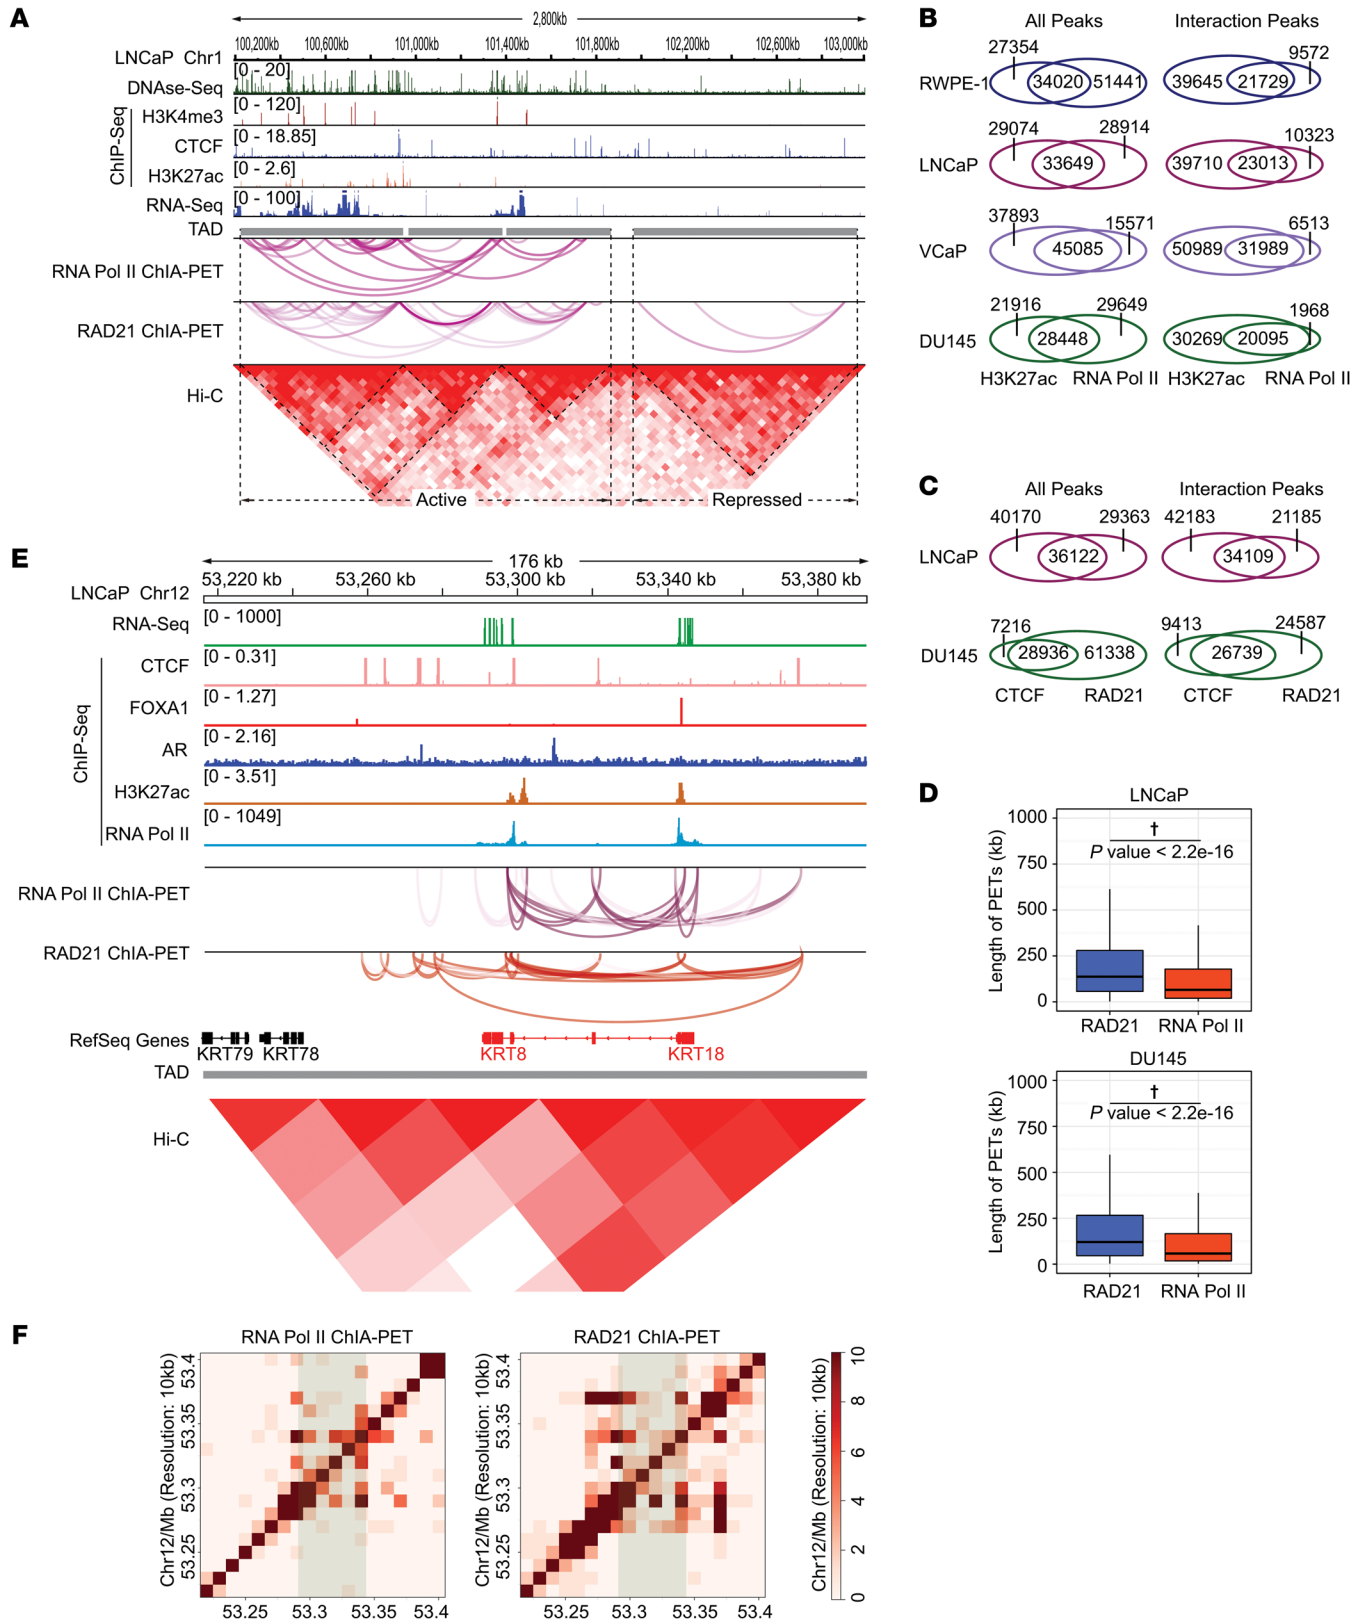 A
2,800kb
100,200kb 100,600kb 101,000kb 101,400kb 101,800kb 102,200kb 102,600kb 103,000kb
LNCaP Chr1
DNAse-Seq [0 - 20]
ChIP-Seq
H3K4me3 [0 - 120]
CTCF [0 - 18.85]
H3K27ac [0 - 2.6]
RNA-Seq [0 - 100]
TAD
RNA Pol II ChIA-PET
RAD21 ChIA-PET
Hi-C
Active Repressed
B
All Peaks Interaction Peaks
RWPE-1 27354 34020 51441 39645 21729 9572
LNCaP 29074 33649 28914 39710 23013 10323
VCaP 37893 45085 15571 50989 31989 6513
DU145 21916 28448 29649 30269 20095 1968
H3K27ac RNA Pol II H3K27ac RNA Pol II
C
All Peaks Interaction Peaks
LNCaP 40170 36122 29363 42183 34109 21185
DU145 7216 28936 61338 9413 26739 24587
CTCF RAD21 CTCF RAD21
D
LNCaP
Length of PETs (kb)
1000
750
500
250
0
†
P value < 2.2e-16
RAD21 RNA Pol II
DU145
Length of PETs (kb)
1000
750
500
250
0
†
P value < 2.2e-16
RAD21 RNA Pol II
E
176 kb
53,220 kb 53,260 kb 53,300 kb 53,340 kb 53,380 kb
LNCaP Chr12
RNA-Seq [0 - 1000]
ChIP-Seq
CTCF [0 - 0.31]
FOXA1 [0 - 1.27]
AR [0 - 2.16]
H3K27ac [0 - 3.51]
RNA Pol II [0 - 1049]
RNA Pol II ChIA-PET
RAD21 ChIA-PET
RefSeq Genes
KRT79 KRT78 KRT8 KRT18
TAD
Hi-C
F
RNA Pol II ChIA-PET
Chr12/Mb (Resolution: 10kb)
53.4
53.35
53.3
53.25
53.25 53.3 53.35 53.4
RAD21 ChIA-PET
Chr12/Mb (Resolution: 10kb)
53.4
53.35
53.3
53.25
53.25 53.3 53.35 53.4
Chr12/Mb (Resolution: 10kb)
10
8
6
4
2
0